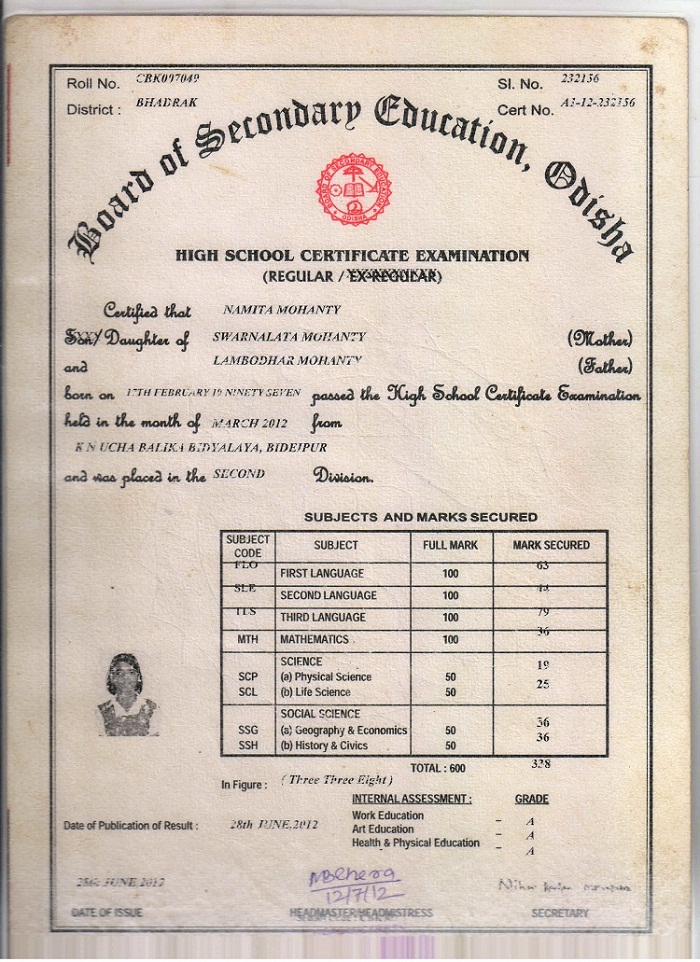 Roll No. CBK097049 Sl. No. 232156
District : BHADRAK Cert No. A1-12-232156
Board of Secondary Education, Odisha
BOARD OF SECONDARY EDUCATION
ODISHA
HIGH SCHOOL CERTIFICATE EXAMINATION
(REGULAR / EX-REGULAR)
Certified that NAMITA MOHANTY
Son/ Daughter of SWARNALATA MOHANTY (Mother)
and LAMBODHAR MOHANTY (Father)
born on 17TH FEBRUARY 19 NINETY SEVEN passed the High School Certificate Examination
held in the month of MARCH 2012 from
K N UCHA BALIKA BIDYALAYA, BIDEIPUR
and was placed in the SECOND Division.
SUBJECTS AND MARKS SECURED
SUBJECT CODE SUBJECT FULL MARK MARK SECURED
FLO FIRST LANGUAGE 100 63
SLE SECOND LANGUAGE 100
TLS THIRD LANGUAGE 100 79
MTH MATHEMATICS 100 36
SCIENCE
SCP (a) Physical Science 50 19
SCL (b) Life Science 50 25
SOCIAL SCIENCE
SSG (a) Geography & Economics 50 36
SSH (b) History & Civics 50 36
TOTAL : 600 338
In Figure : ( Three Three Eight )
INTERNAL ASSESSMENT : GRADE
Work Education - A
Art Education - A
Health & Physical Education - A
Date of Publication of Result : 28th JUNE,2012
28th JUNE 2012
12/7/12
DATE OF ISSUE HEADMASTER/HEADMISTRESS SECRETARY